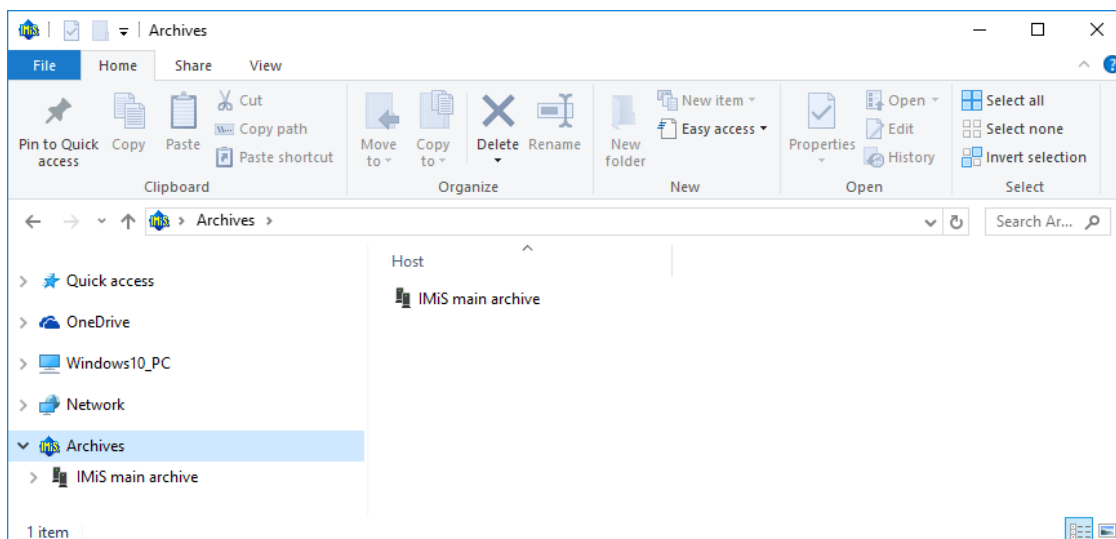 IMiS Archives
File Home Share View
Pin to Quick access
Copy
Paste
Cut
Copy path
Paste shortcut
Clipboard
Move to
Copy to
Delete
Rename
Organize
New folder
New item
Easy access
New
Properties
Open
Edit
History
Open
Select all
Select none
Invert selection
Select
IMiS > Archives >
Search Ar...
Quick access
OneDrive
Windows10_PC
Network
IMiS Archives
IMiS main archive
Host
IMiS main archive
1 item